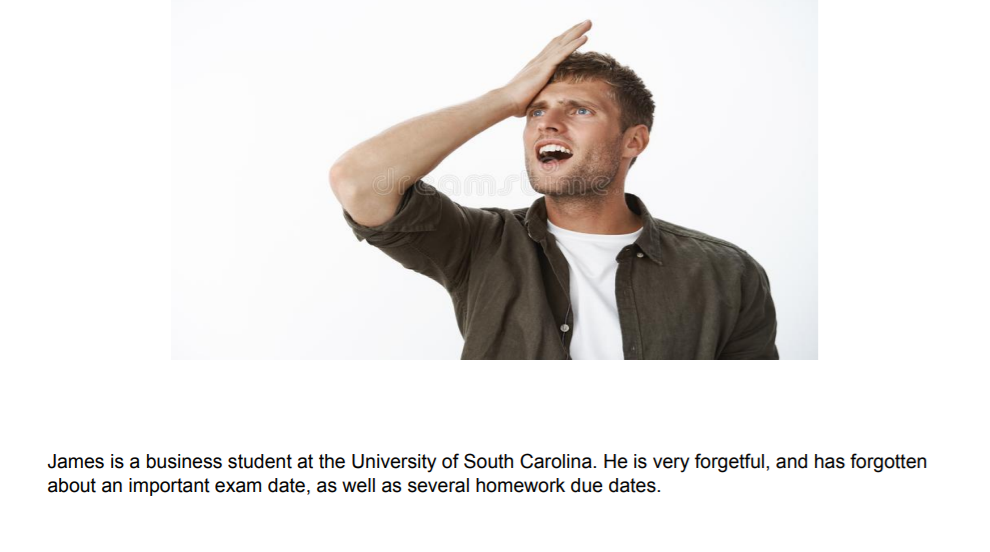 dreamstime
James is a business student at the University of South Carolina. He is very forgetful, and has forgotten
about an important exam date, as well as several homework due dates.